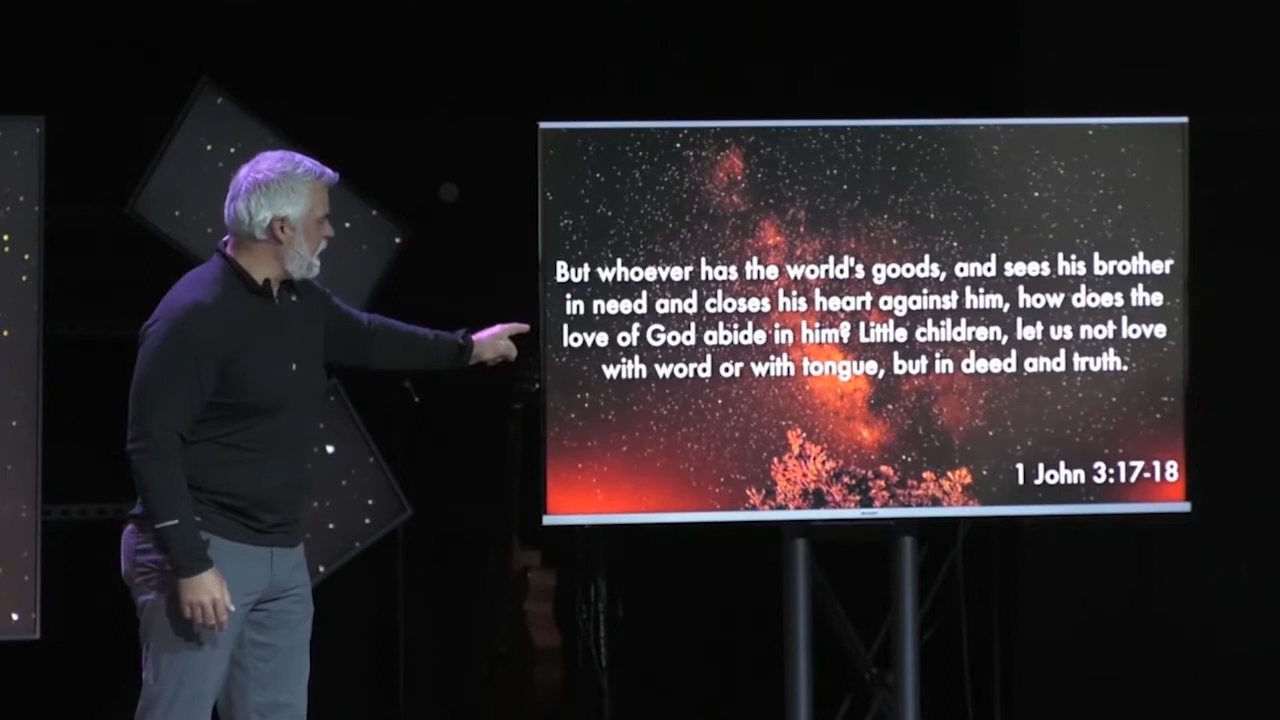 But whoever has the world's goods, and sees his brother
in need and closes his heart against him, how does the
love of God abide in him? Little children, let us not love
with word or with tongue, but in deed and truth.
1 John 3:17-18